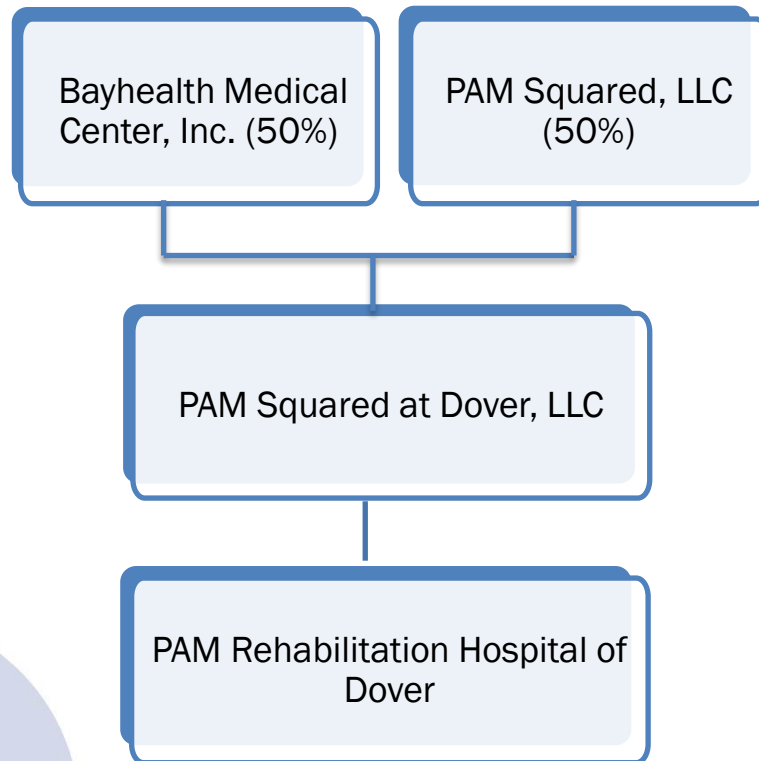 Bayhealth Medical
Center, Inc. (50%)
PAM Squared, LLC
(50%)
PAM Squared at Dover, LLC
PAM Rehabilitation Hospital of
Dover